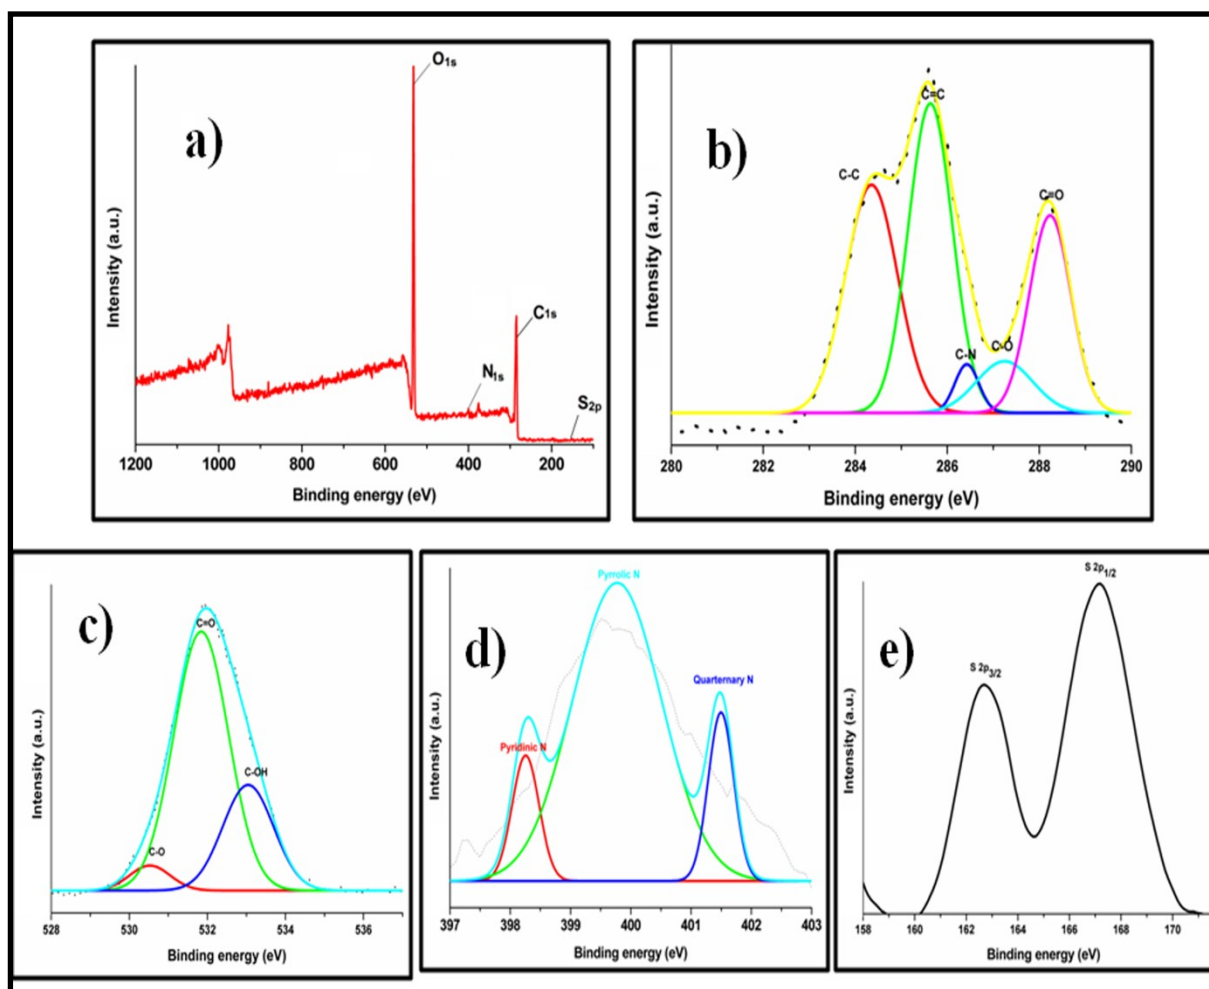 a)
O1s
C1s
N1s
S2p
Intensity (a.u.)
1200 1000 800 600 400 200
Binding energy (eV)
b)
C=C
C-C
C=O
C-N
C-O
Intensity (a.u.)
280 282 284 286 288 290
Binding energy (eV)
c)
C=O
C-OH
C-O
Intensity (a.u.)
528 530 532 534 536
Binding energy (eV)
d)
Pyrrolic N
Quarternary N
Pyridinic N
Intensity (a.u.)
397 398 399 400 401 402 403
Binding energy (eV)
e)
S 2p1/2
S 2p3/2
Intensity (a.u.)
158 160 162 164 166 168 170
Binding energy (eV)